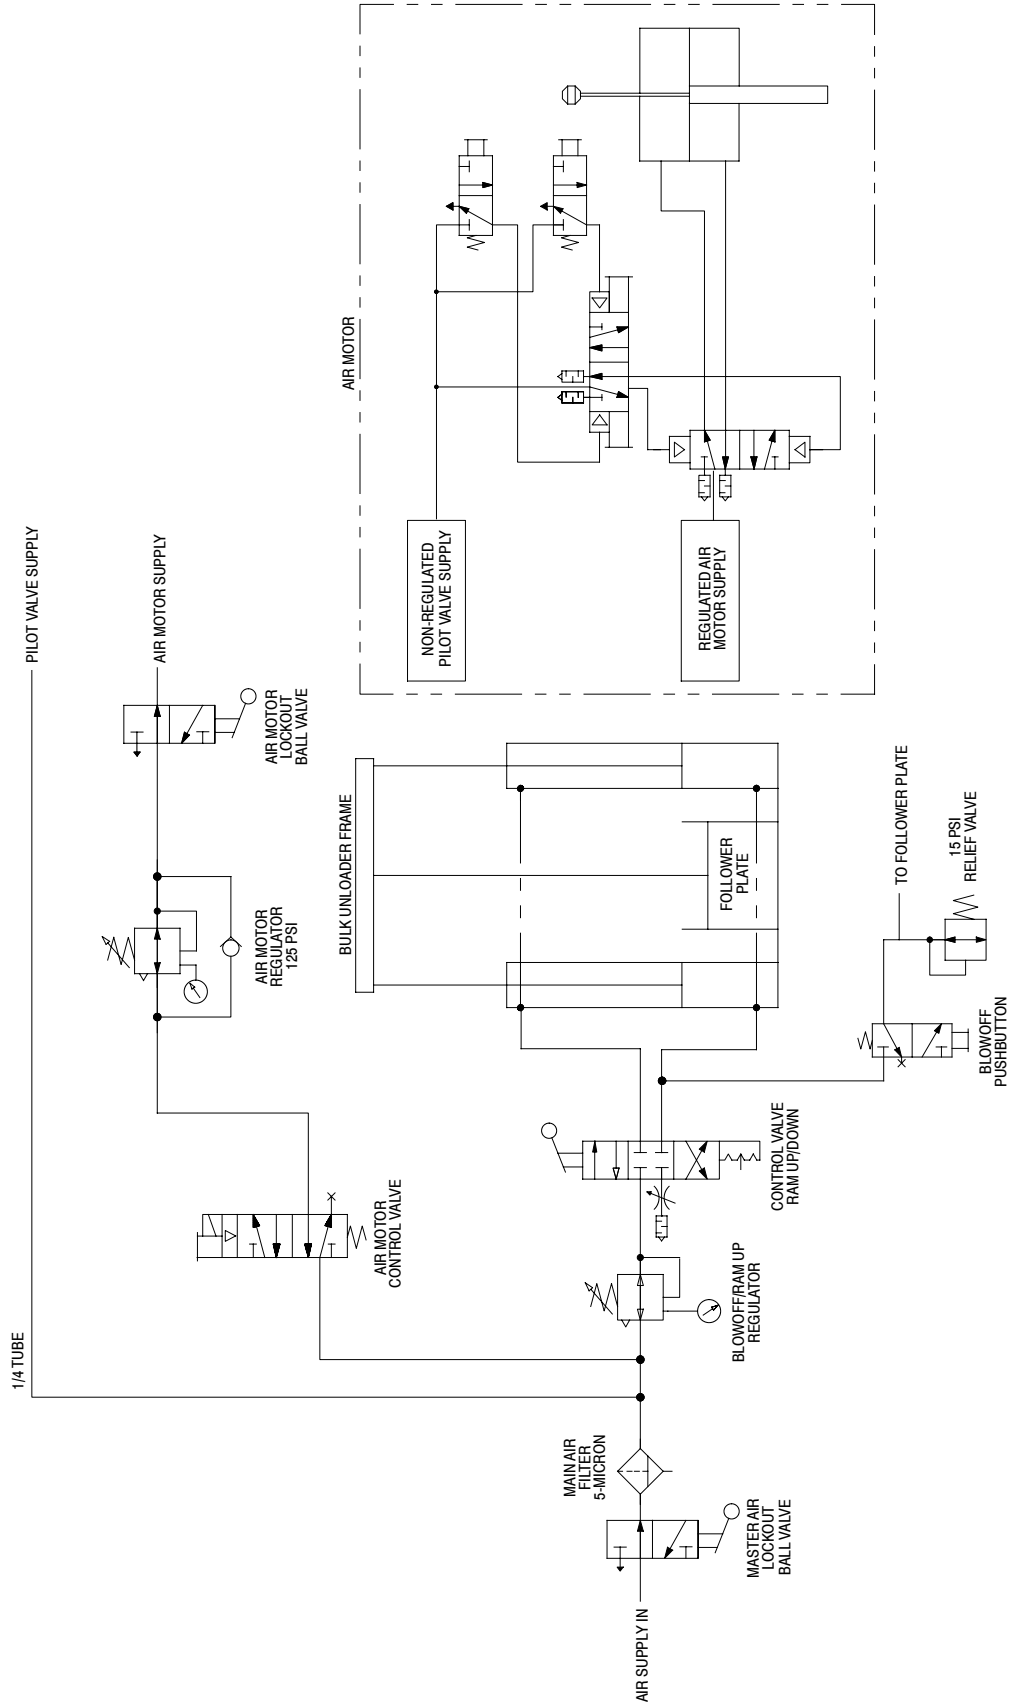 1/4 TUBE
PILOT VALVE SUPPLY
AIR MOTOR SUPPLY
AIR MOTOR
LOCKOUT
BALL VALVE
AIR MOTOR
REGULATOR
125 PSI
AIR MOTOR
CONTROL VALVE
AIR MOTOR
NON-REGULATED
PILOT VALVE SUPPLY
REGULATED AIR
MOTOR SUPPLY
BULK UNLOADER FRAME
FOLLOWER
PLATE
AIR SUPPLY IN
MASTER AIR
LOCKOUT
BALL VALVE
MAIN AIR
FILTER
5-MICRON
BLOWOFF/RAM UP
REGULATOR
CONTROL VALVE
RAM UP/DOWN
BLOWOFF
PUSHBUTTON
TO FOLLOWER PLATE
15 PSI
RELIEF VALVE